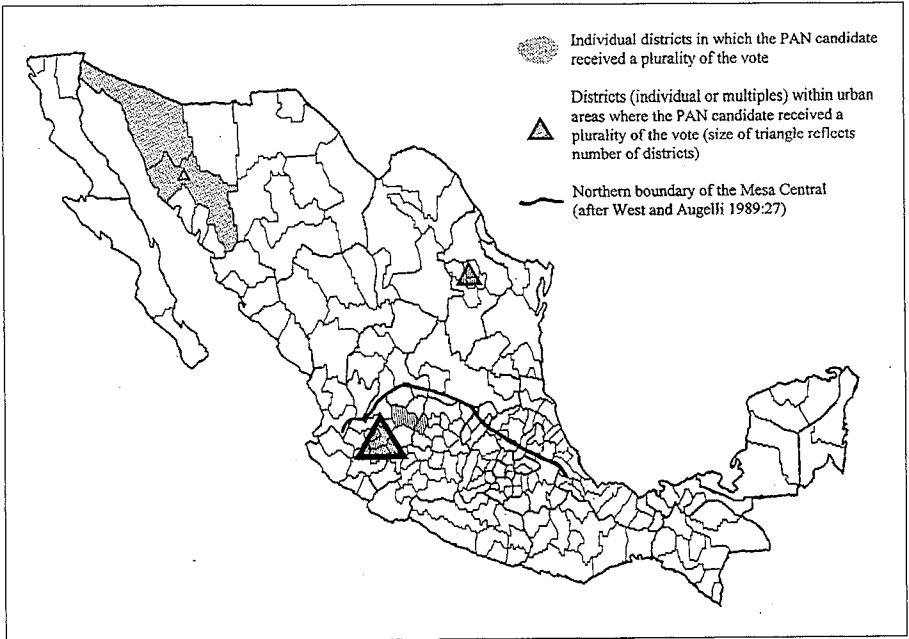 Individual districts in which the PAN candidate
received a plurality of the vote
Districts (individual or multiples) within urban
areas where the PAN candidate received a
plurality of the vote (size of triangle reflects
number of districts)
Northern boundary of the Mesa Central
(after West and Augelli 1989:27)